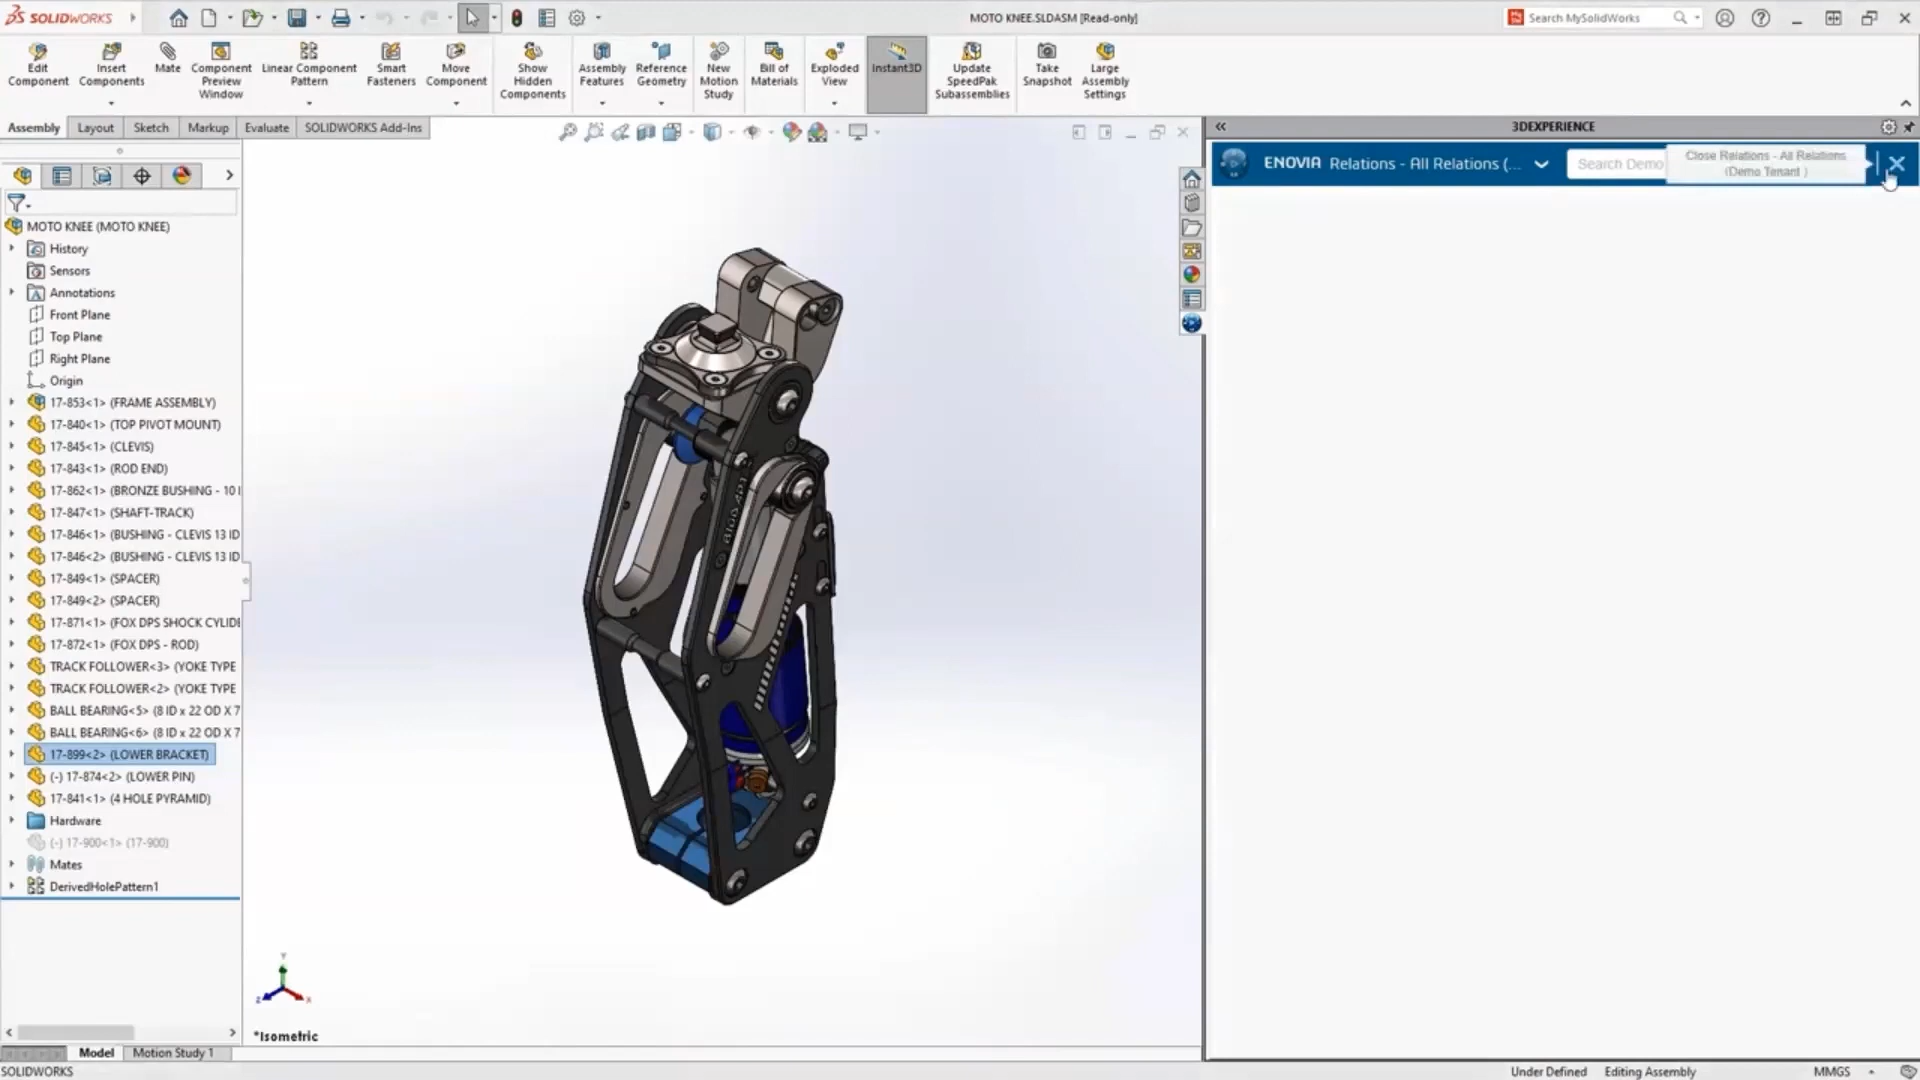 SOLIDWORKS
MOTO KNEE.SLDASM [Read-only]
Search MySolidWorks
Edit Component
Insert Components
Mate
Component Preview Window
Linear Component Pattern
Smart Fasteners
Move Component
Show Hidden Components
Assembly Features
Reference Geometry
New Motion Study
Bill of Materials
Exploded View
Instant3D
Update SpeedPak Subassemblies
Take Snapshot
Large Assembly Settings
Assembly Layout Sketch Markup Evaluate SOLIDWORKS Add-Ins
3DEXPERIENCE
ENOVIA Relations - All Relations (...
Search Demo
Close Relations - All Relations
(Demo Tenant )
MOTO KNEE (MOTO KNEE)
History
Sensors
Annotations
Front Plane
Top Plane
Right Plane
Origin
17-853<1> (FRAME ASSEMBLY)
17-840<1> (TOP PIVOT MOUNT)
17-845<1> (CLEVIS)
17-843<1> (ROD END)
17-862<1> (BRONZE BUSHING - 10 I
17-847<1> (SHAFT-TRACK)
17-846<1> (BUSHING - CLEVIS 13 ID
17-846<2> (BUSHING - CLEVIS 13 ID
17-849<1> (SPACER)
17-849<2> (SPACER)
17-871<1> (FOX DPS SHOCK CYLIDE
17-872<1> (FOX DPS - ROD)
TRACK FOLLOWER<3> (YOKE TYPE
TRACK FOLLOWER<2> (YOKE TYPE
BALL BEARING<5> (8 ID x 22 OD X 7
BALL BEARING<6> (8 ID x 22 OD X 7
17-899<2> (LOWER BRACKET)
(-) 17-874<2> (LOWER PIN)
17-841<1> (4 HOLE PYRAMID)
Hardware
(-) 17-900<1> (17-900)
Mates
DerivedHolePattern1
Y
Z X
*Isometric
Model Motion Study 1
SOLIDWORKS
Under Defined Editing Assembly MMGS